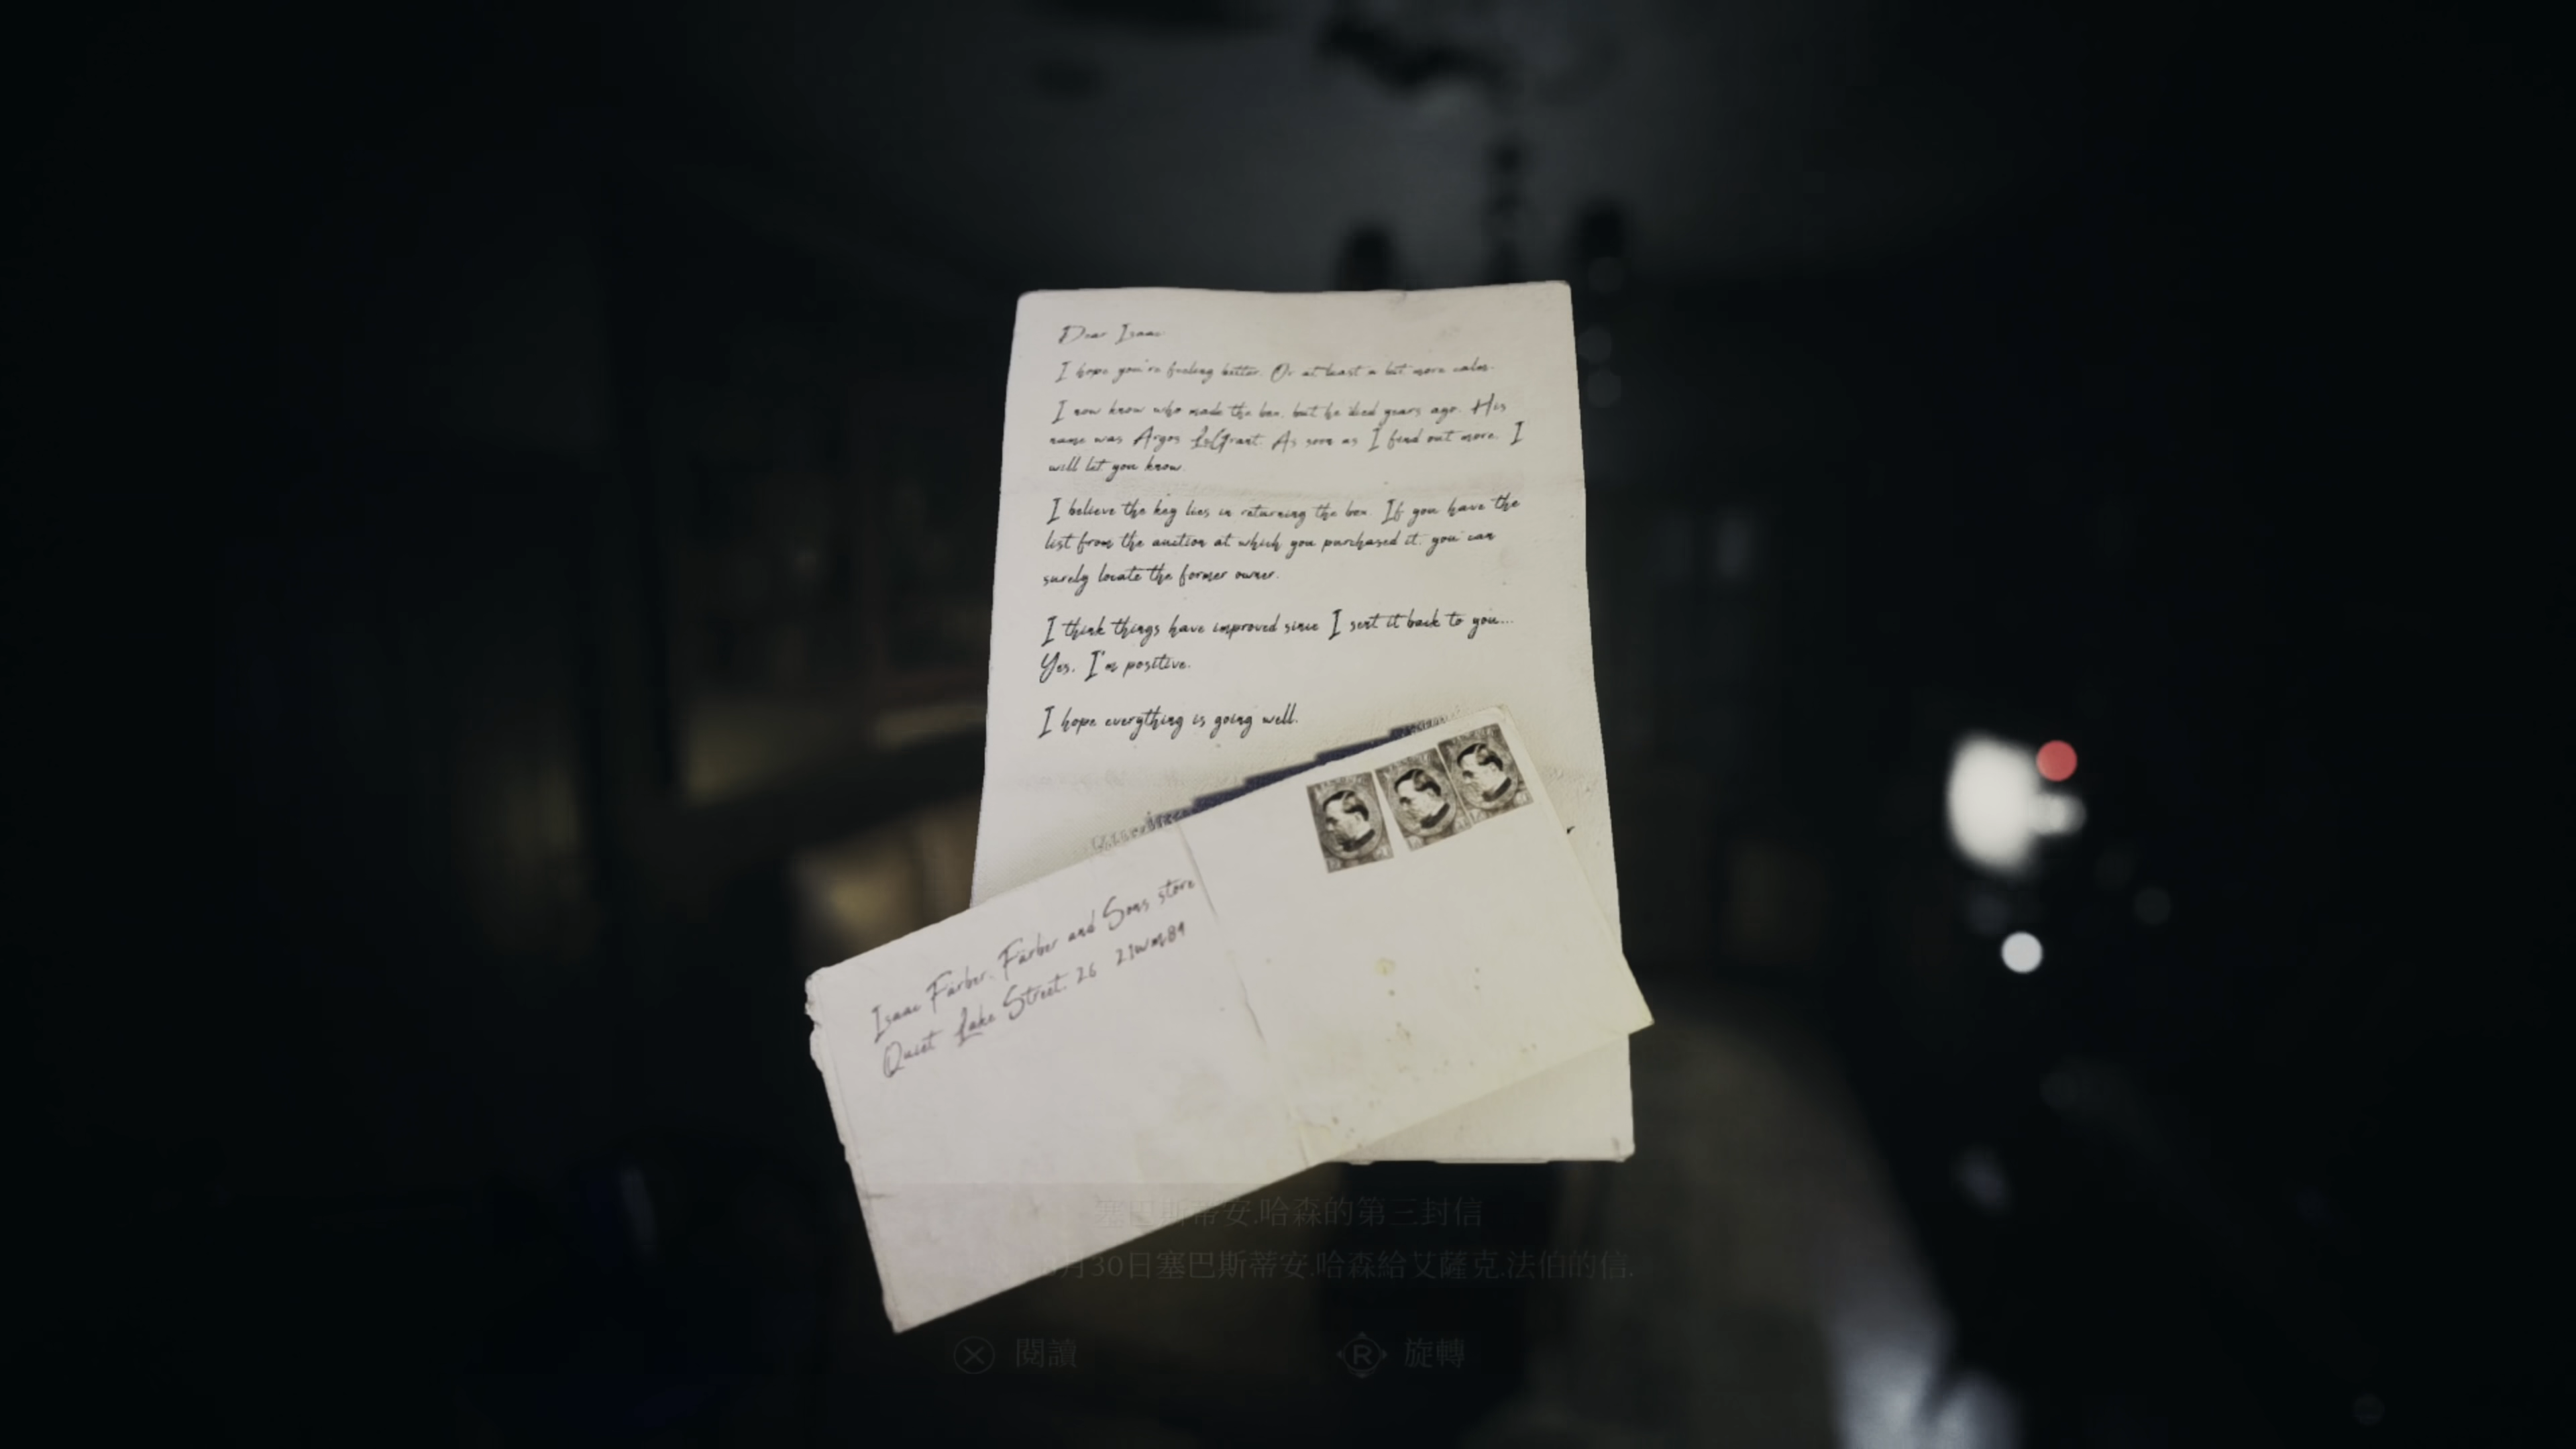 Dear Isaac
I hope you're feeling better. Or at least a bit more calm.
I now know who made the box, but he died years ago. His
name was Argos LeGrant. As soon as I find out more, I
will let you know.
I believe the key lies in returning the box. If you have the
list from the auction at which you purchased it, you can
surely locate the former owner.
I think things have improved since I sent it back to you...
Yes, I'm positive.
I hope everything is going well.
Isaac Farber. Farber and Sons store
Quiet Lake Street, 26 21wm89
塞巴斯蒂安.哈森的第三封信
月30日塞巴斯蒂安.哈森給艾薩克.法伯的信.
閱讀
R 旋轉